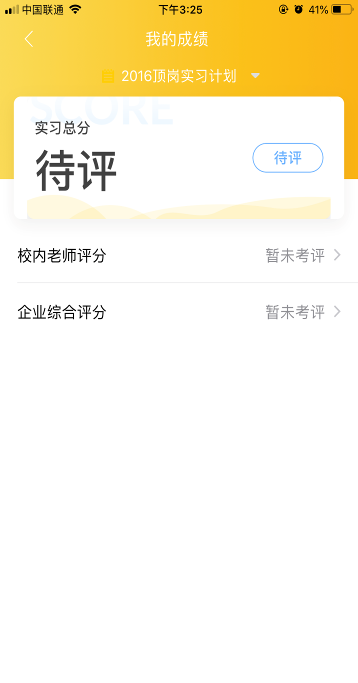 中国联通 下午3:25 41%
我的成绩
2016顶岗实习计划
SCORE
实习总分
待评 待评
校内老师评分 暂未考评
企业综合评分 暂未考评